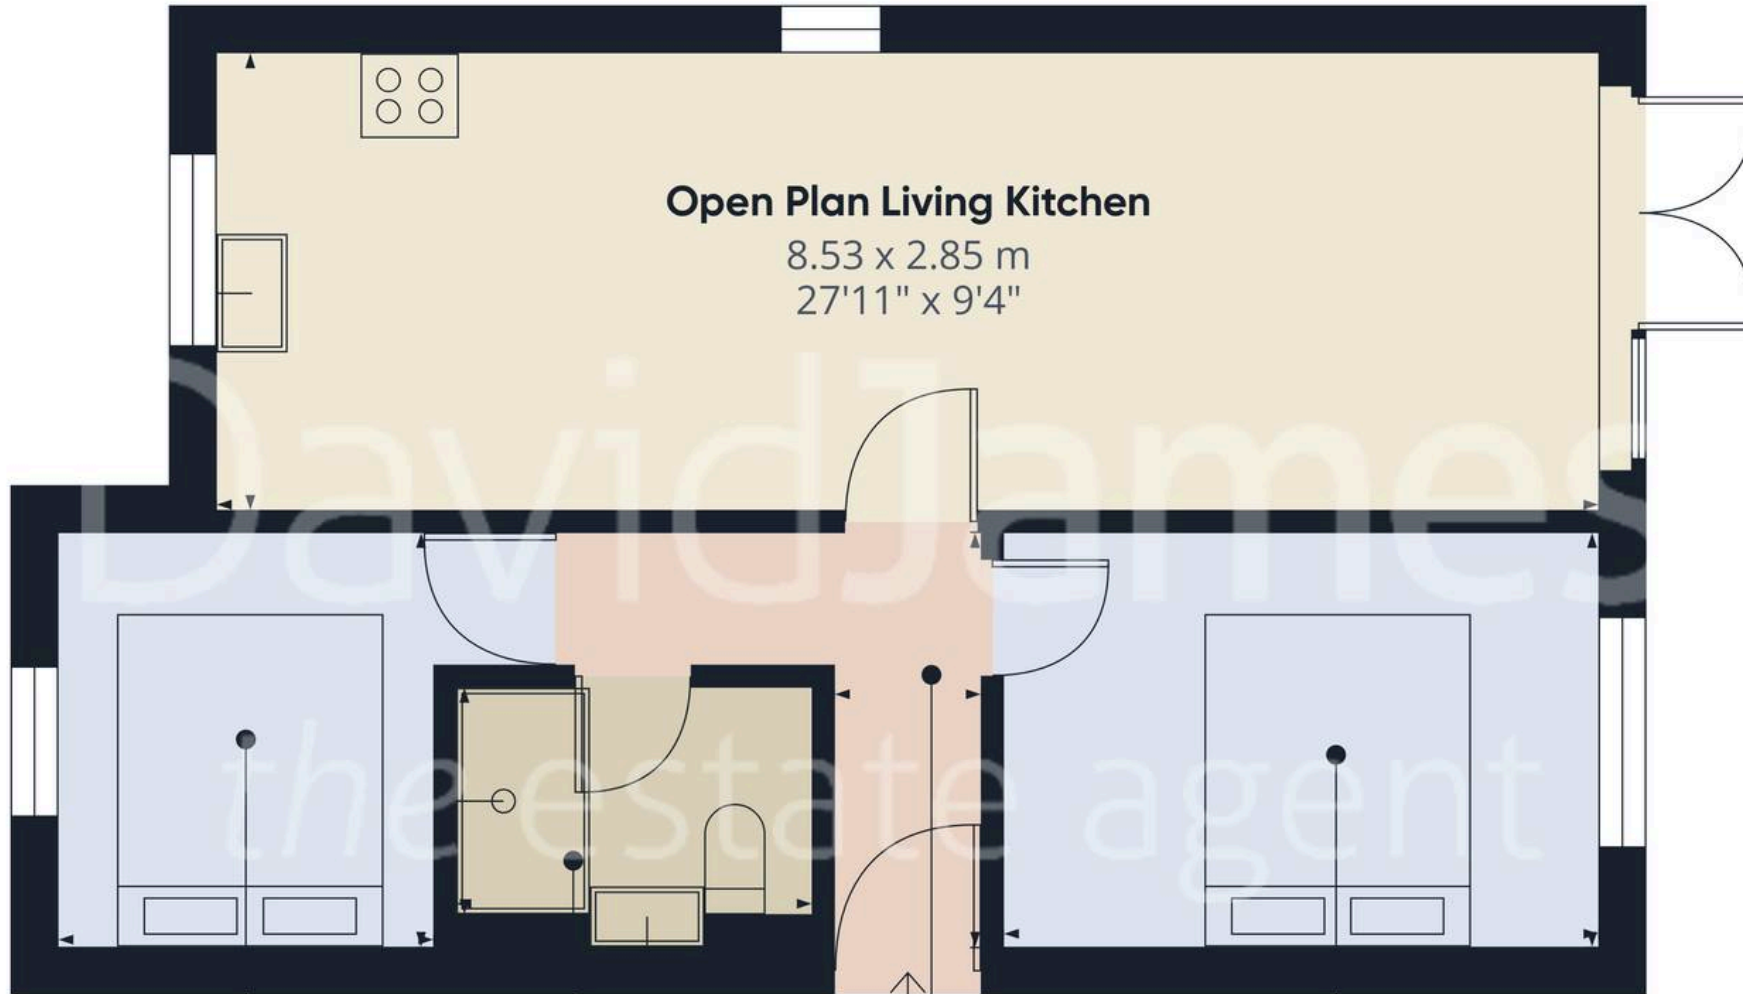 Open Plan Living Kitchen
8.53 x 2.85 m
27'11" x 9'4"
DavidJames
the estate agent